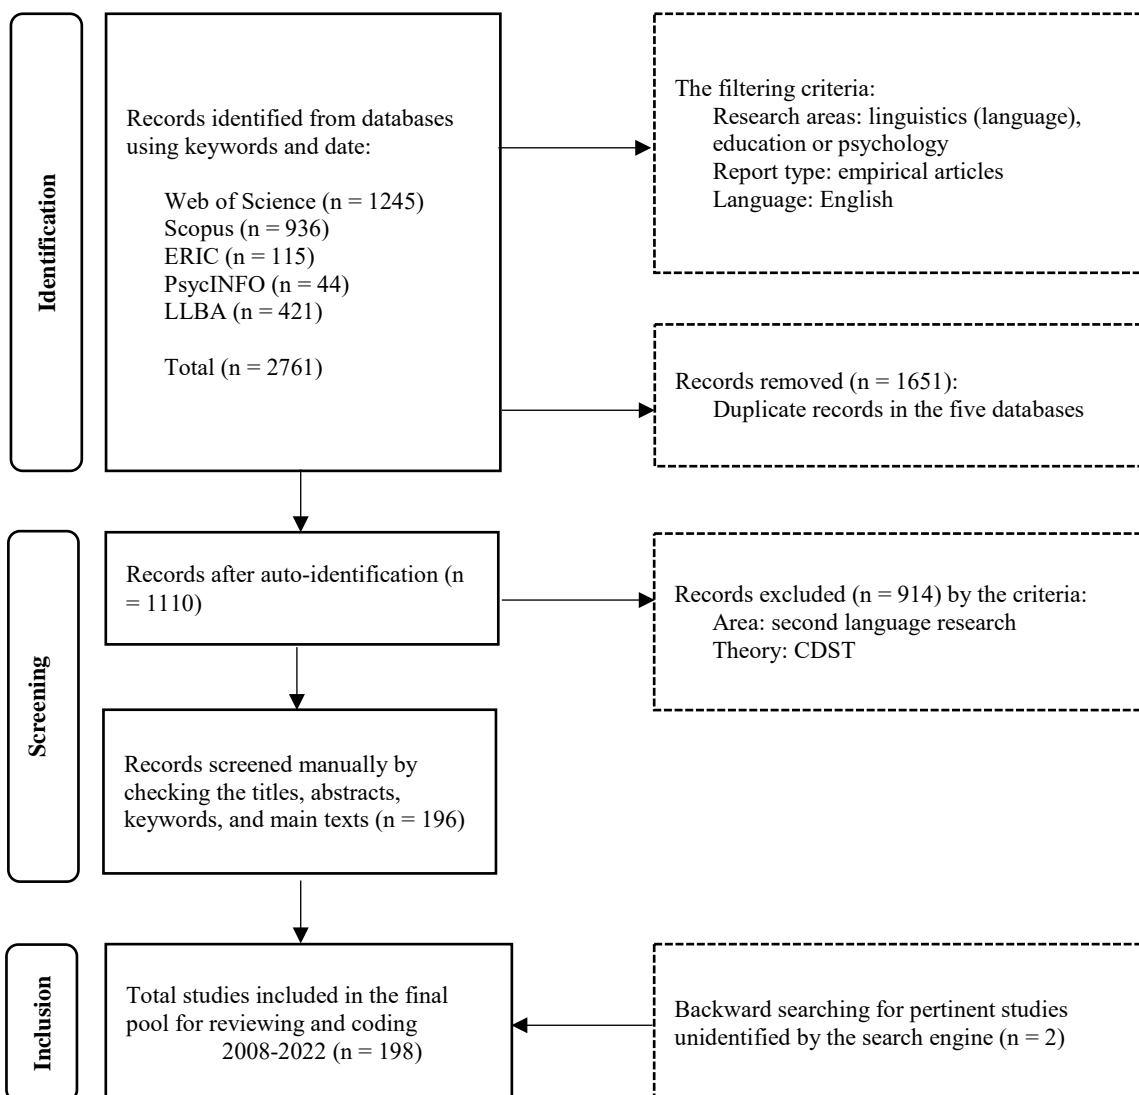 Identification
Records identified from databases
using keywords and date:
Web of Science (n = 1245)
Scopus (n = 936)
ERIC (n = 115)
PsycINFO (n = 44)
LLBA (n = 421)
Total (n = 2761)
The filtering criteria:
Research areas: linguistics (language),
education or psychology
Report type: empirical articles
Language: English
Records removed (n = 1651):
Duplicate records in the five databases
Screening
Records after auto-identification (n
= 1110)
Records excluded (n = 914) by the criteria:
Area: second language research
Theory: CDST
Records screened manually by
checking the titles, abstracts,
keywords, and main texts (n = 196)
Inclusion
Total studies included in the final
pool for reviewing and coding
2008-2022 (n = 198)
Backward searching for pertinent studies
unidentified by the search engine (n = 2)